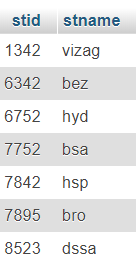 stid stname
1342 vizag
6342 bez
6752 hyd
7752 bsa
7842 hsp
7895 bro
8523 dssa